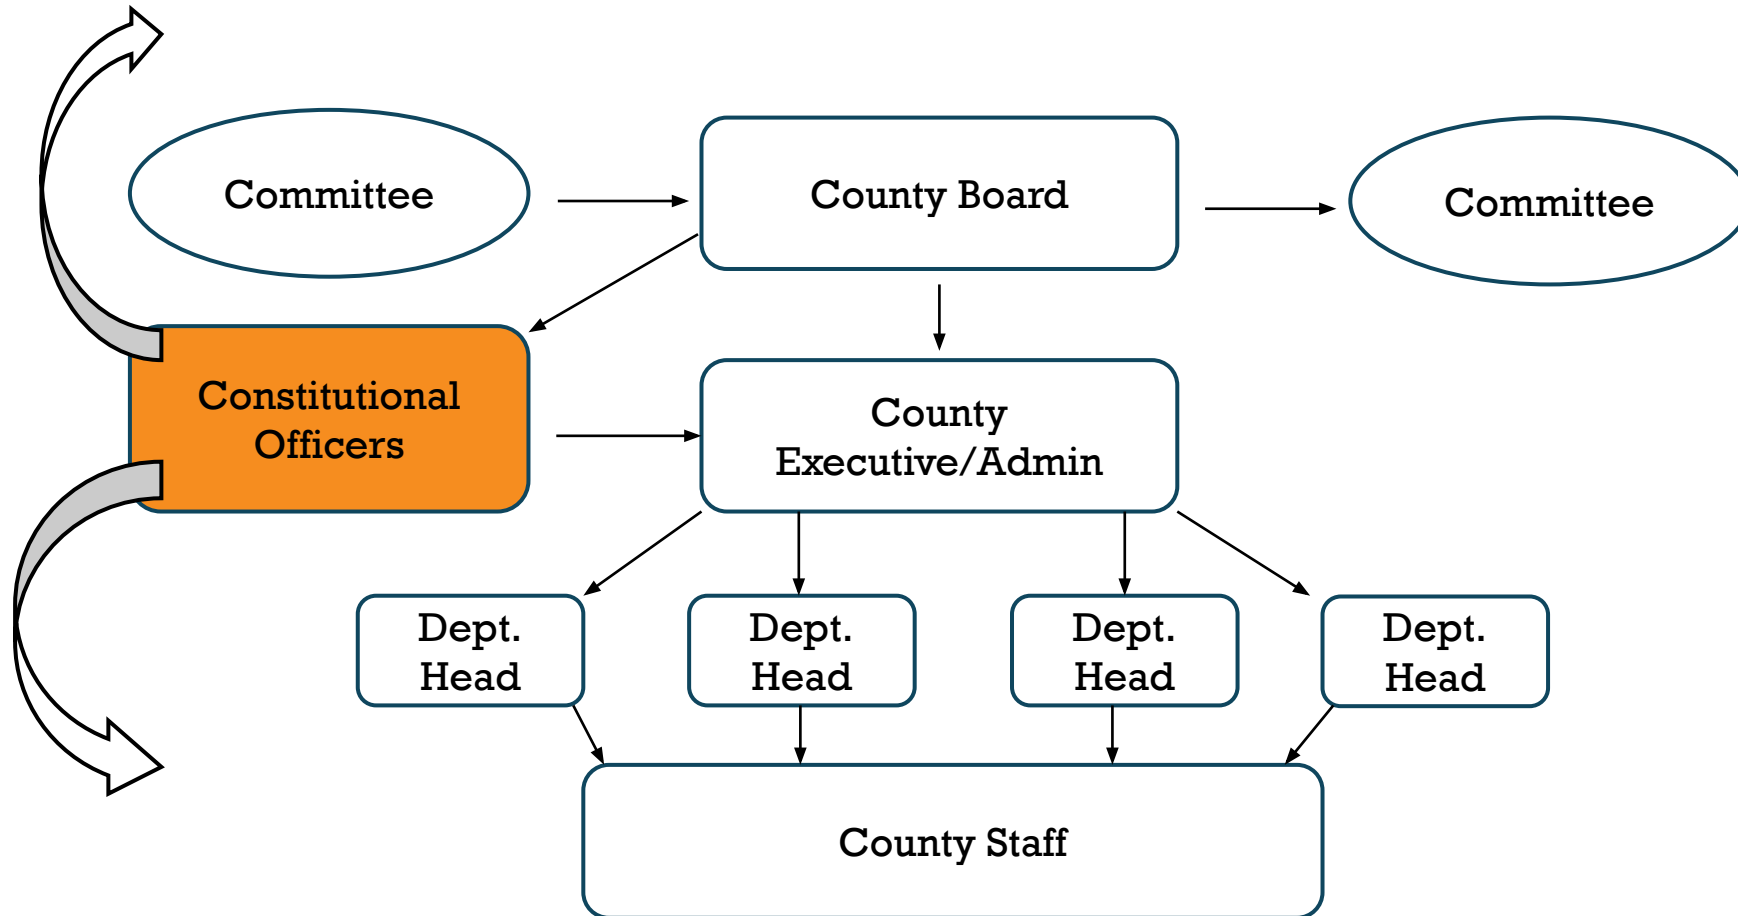 Committee
County Board
Committee
Constitutional
Officers
County
Executive/Admin
Dept.
Head
Dept.
Head
Dept.
Head
Dept.
Head
County Staff